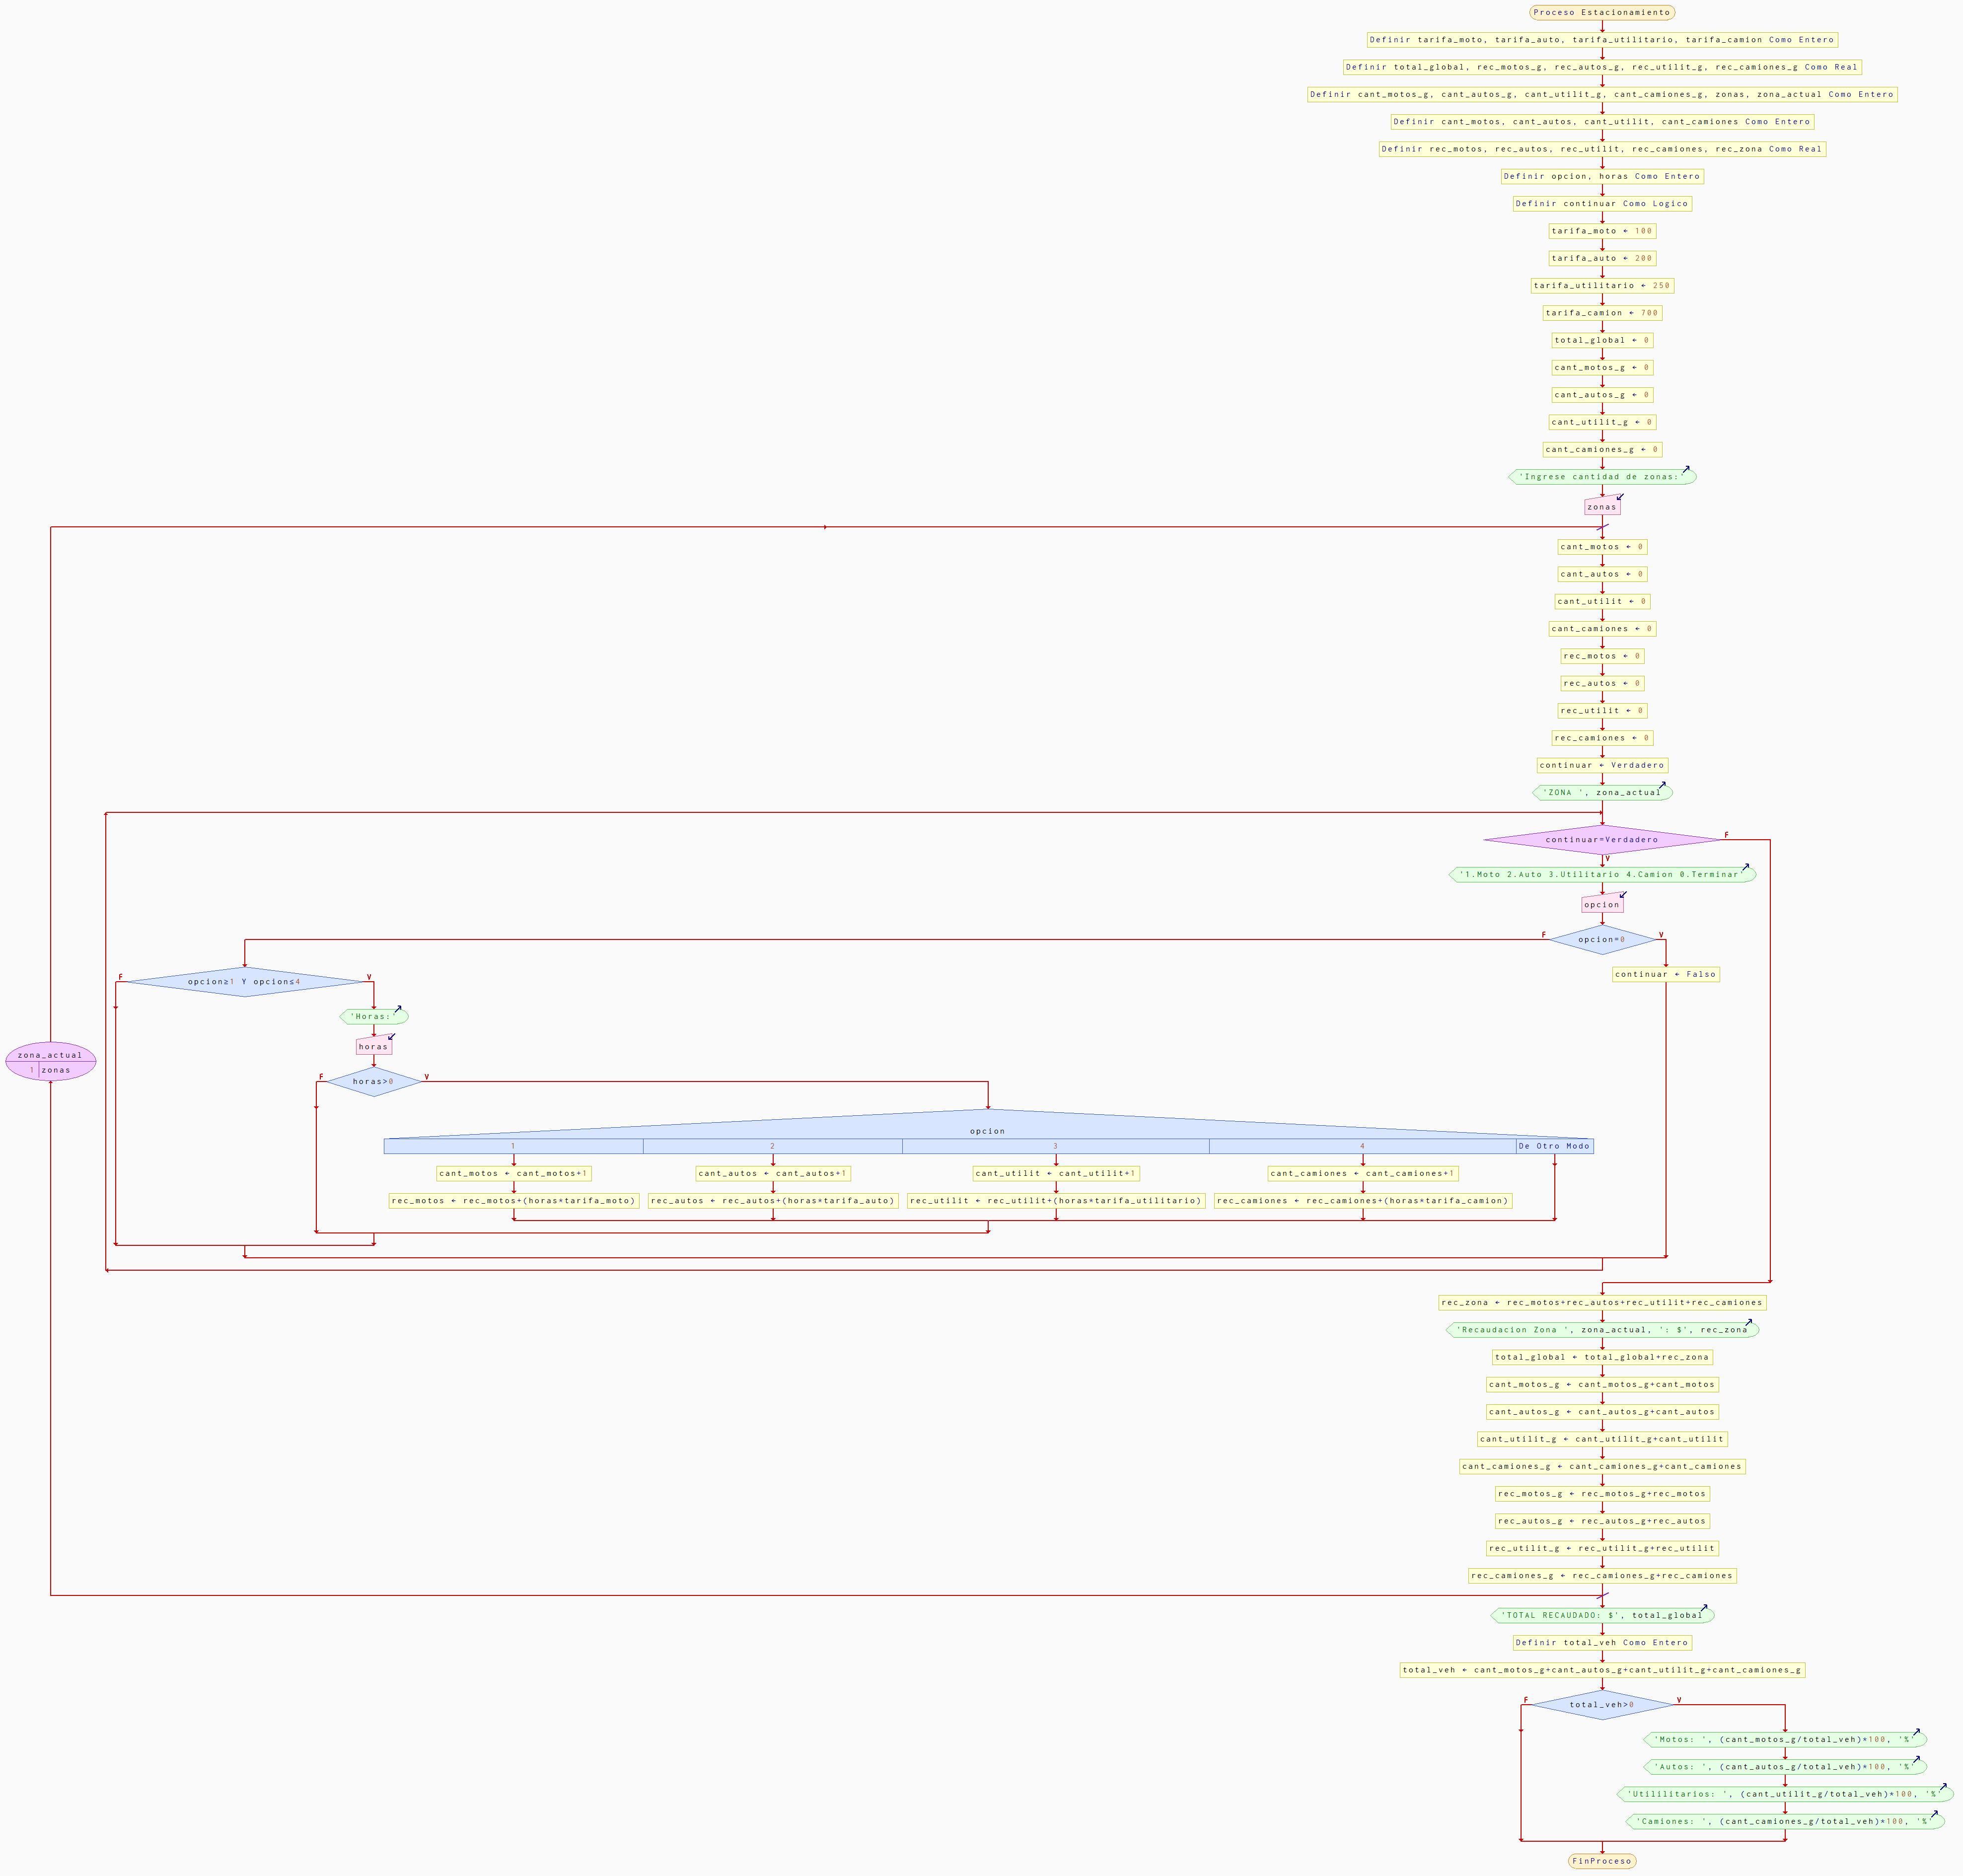 Proceso Estacionamiento
Definir tarifa_moto, tarifa_auto, tarifa_utilitario, tarifa_camion Como Entero
Definir total_global, rec_motos_g, rec_autos_g, rec_utilit_g, rec_camiones_g Como Real
Definir cant_motos_g, cant_autos_g, cant_utilit_g, cant_camiones_g, zonas, zona_actual Como Entero
Definir cant_motos, cant_autos, cant_utilit, cant_camiones Como Entero
Definir rec_motos, rec_autos, rec_utilit, rec_camiones, rec_zona Como Real
Definir opcion, horas Como Entero
Definir continuar Como Logico
tarifa_moto ← 100
tarifa_auto ← 200
tarifa_utilitario ← 250
tarifa_camion ← 700
total_global ← 0
cant_motos_g ← 0
cant_autos_g ← 0
cant_utilit_g ← 0
cant_camiones_g ← 0
'Ingrese cantidad de zonas:'
zonas
cant_motos ← 0
cant_autos ← 0
cant_utilit ← 0
cant_camiones ← 0
rec_motos ← 0
rec_autos ← 0
rec_utilit ← 0
rec_camiones ← 0
continuar ← Verdadero
'ZONA ', zona_actual
continuar=Verdadero
F
V
'1.Moto 2.Auto 3.Utilitario 4.Camion 0.Terminar'
opcion
F
opcion=0
V
continuar ← Falso
F
opcion≥1 Y opcion≤4
V
'Horas:'
horas
zona_actual
1 zonas
F
horas>0
V
opcion
1 2 3 4 De Otro Modo
cant_motos ← cant_motos+1
cant_autos ← cant_autos+1
cant_utilit ← cant_utilit+1
cant_camiones ← cant_camiones+1
rec_motos ← rec_motos+(horas*tarifa_moto)
rec_autos ← rec_autos+(horas*tarifa_auto)
rec_utilit ← rec_utilit+(horas*tarifa_utilitario)
rec_camiones ← rec_camiones+(horas*tarifa_camion)
rec_zona ← rec_motos+rec_autos+rec_utilit+rec_camiones
'Recaudacion Zona ', zona_actual, ': $', rec_zona
total_global ← total_global+rec_zona
cant_motos_g ← cant_motos_g+cant_motos
cant_autos_g ← cant_autos_g+cant_autos
cant_utilit_g ← cant_utilit_g+cant_utilit
cant_camiones_g ← cant_camiones_g+cant_camiones
rec_motos_g ← rec_motos_g+rec_motos
rec_autos_g ← rec_autos_g+rec_autos
rec_utilit_g ← rec_utilit_g+rec_utilit
rec_camiones_g ← rec_camiones_g+rec_camiones
'TOTAL RECAUDADO: $', total_global
Definir total_veh Como Entero
total_veh ← cant_motos_g+cant_autos_g+cant_utilit_g+cant_camiones_g
F
total_veh>0
V
'Motos: ', (cant_motos_g/total_veh)*100, '%'
'Autos: ', (cant_autos_g/total_veh)*100, '%'
'Utililitarios: ', (cant_utilit_g/total_veh)*100, '%'
'Camiones: ', (cant_camiones_g/total_veh)*100, '%'
FinProceso